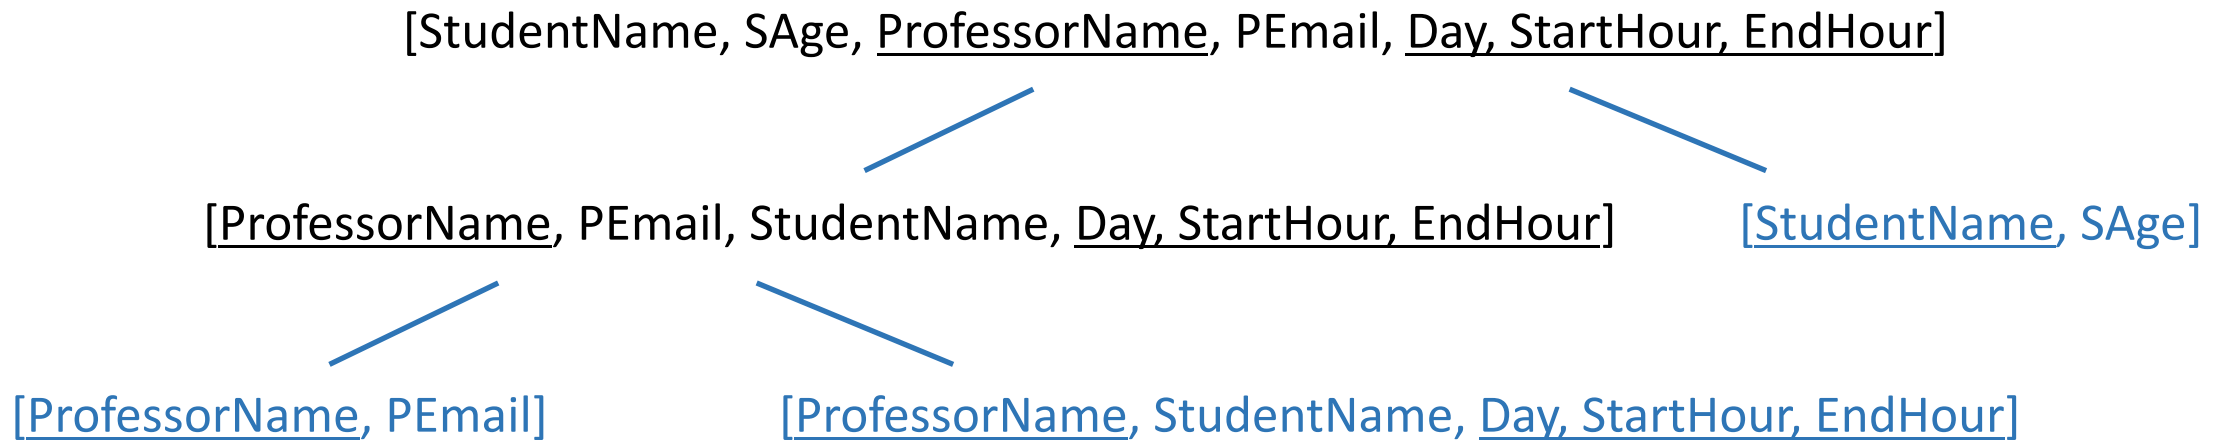 [StudentName, SAge, ProfessorName, PEmail, Day, StartHour, EndHour]
[ProfessorName, PEmail, StudentName, Day, StartHour, EndHour] [StudentName, SAge]
[ProfessorName, PEmail] [ProfessorName, StudentName, Day, StartHour, EndHour]